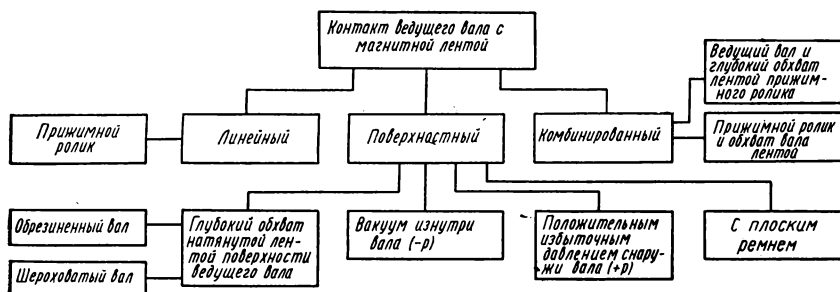 Контакт ведущего вала с
магнитной лентой
Ведущий вал и
глубокий обхват
лентой прижим-
ного ролика
Прижимной
ролик
Линейный
Поверхностный
Комбинированный
Прижимной ролик
и обхват вала
лентой
Обрезиненный вал
Шероховатый вал
Глубокий обхват
натянутой лен-
той поверхности
ведущего вала
Вакуум изнутри
вала (-р)
Положительным
избыточным
давлением снару-
жи вала (+р)
С плоским
ремнем